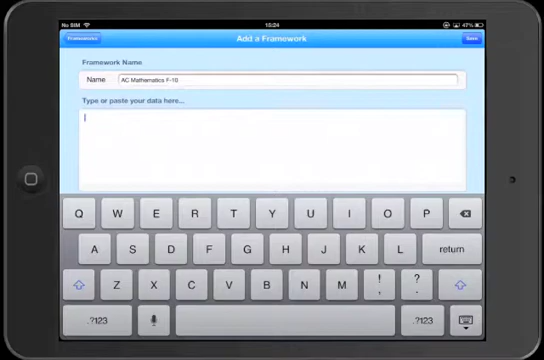 No SIM 15:24 47%
Frameworks Add a Framework Save
Framework Name
Name AC Mathematics F-10
Type or paste your data here...
Q W E R T Y U I O P
A S D F G H J K L return
Z X C V B N M ! , ? .
.?123 .?123